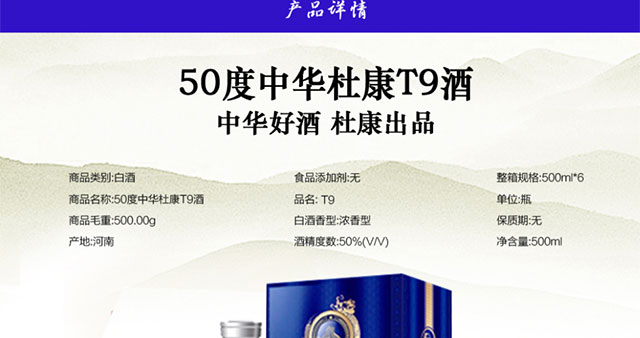 产品详情
50度中华杜康T9酒
中华好酒 杜康出品
商品类别:白酒 食品添加剂:无 整箱规格:500ml*6
商品名称:50度中华杜康T9酒 品名: T9 单位:瓶
商品毛重:500.00g 白酒香型:浓香型 保质期:无
产地:河南 酒精度数:50%(V/V) 净含量:500ml